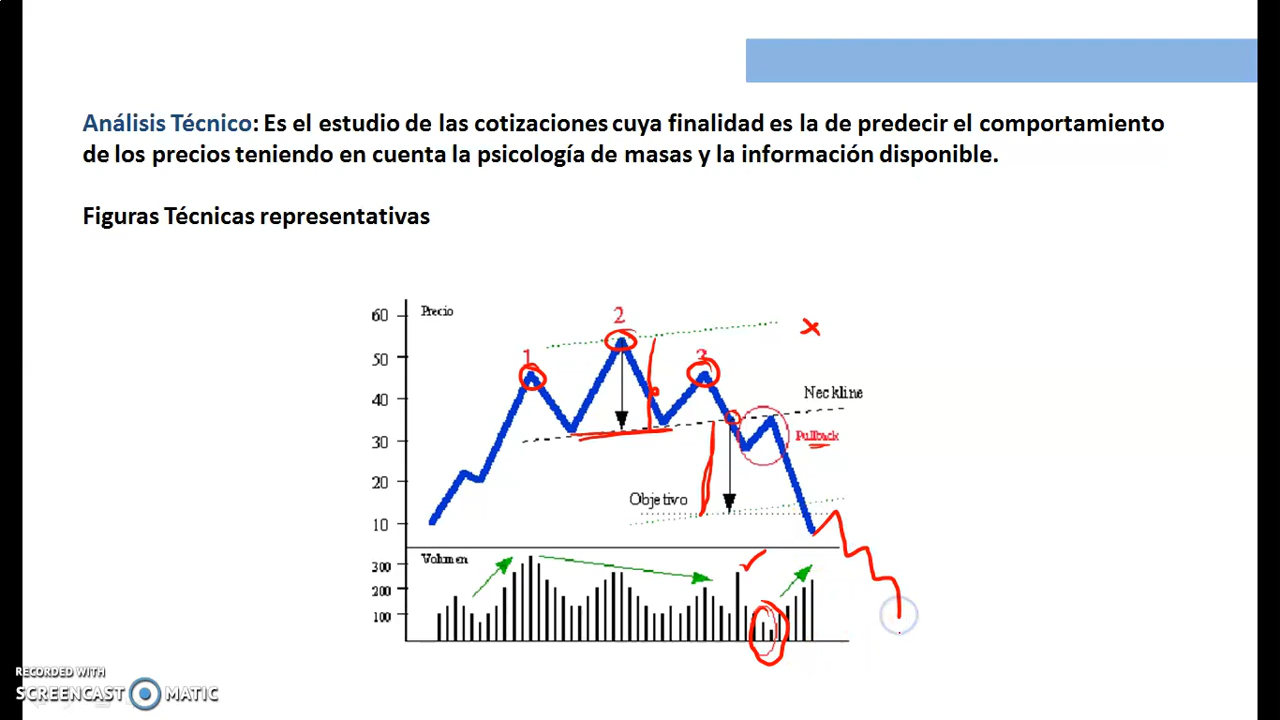 Análisis Técnico: Es el estudio de las cotizaciones cuya finalidad es la de predecir el comportamiento
de los precios teniendo en cuenta la psicología de masas y la información disponible.
Figuras Técnicas representativas
60
Precio
2
50
1
3
40
Neckline
30
Pullback
20
Objetivo
10
Volumen
300
200
100
RECORDED WITH
SCREENCAST MATIC